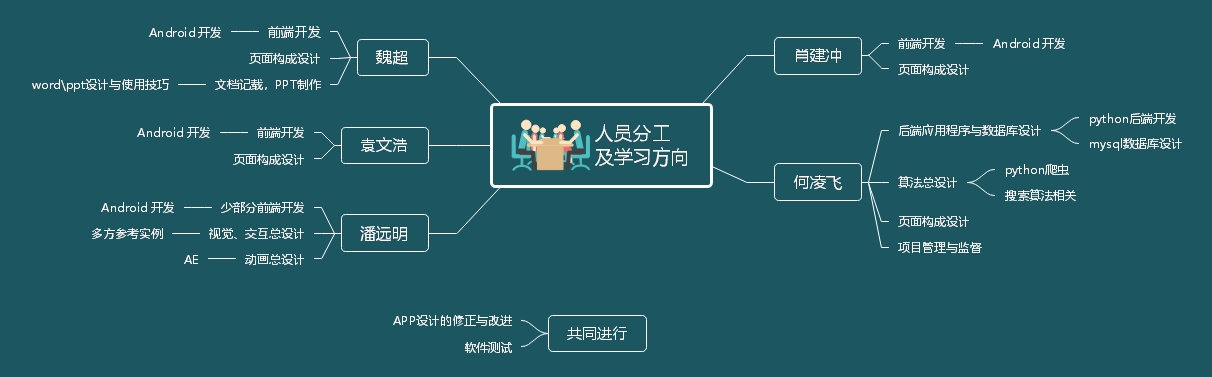 人员分工
及学习方向
魏超
前端开发
Android 开发
页面构成设计
文档记载，PPT制作
word\ppt设计与使用技巧
袁文浩
前端开发
Android 开发
页面构成设计
潘远明
少部分前端开发
Android 开发
视觉、交互总设计
多方参考实例
动画总设计
AE
肖建冲
前端开发
Android 开发
页面构成设计
何凌飞
后端应用程序与数据库设计
python后端开发
mysql数据库设计
算法总设计
python爬虫
搜索算法相关
页面构成设计
项目管理与监督
共同进行
APP设计的修正与改进
软件测试